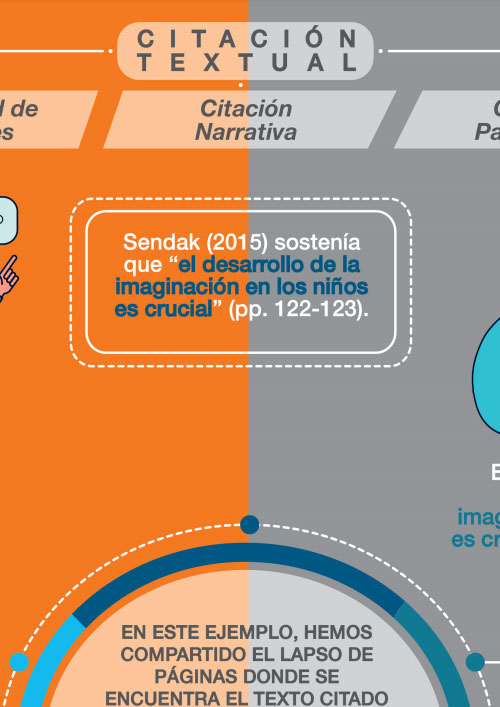 CITACIÓN
TEXTUAL
d de
es
Citación
Narrativa
C
Pa
Sendak (2015) sostenía
que “el desarrollo de la
imaginación en los niños
es crucial” (pp. 122-123).
E
imag
es cr
EN ESTE EJEMPLO, HEMOS
COMPARTIDO EL LAPSO DE
PÁGINAS DONDE SE
ENCUENTRA EL TEXTO CITADO